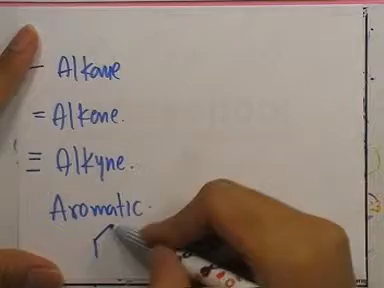 - Alkane
= Alkene.
≡ Alkyne.
Aromatic.